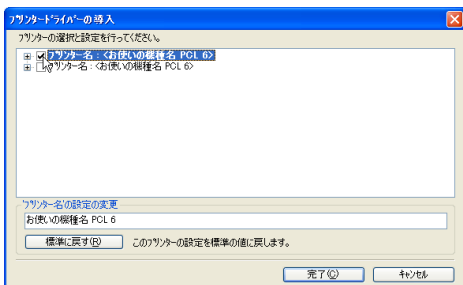 プリンタードライバーの導入
プリンターの選択と設定を行ってください。
プリンター名 : <お使いの機種名 PCL 6>
プリンター名 : <お使いの機種名 PCL 6>
'プリンター名'の設定の変更
お使いの機種名 PCL 6
標準に戻す(R) このプリンターの設定を標準の値に戻します。
完了(C) キャンセル